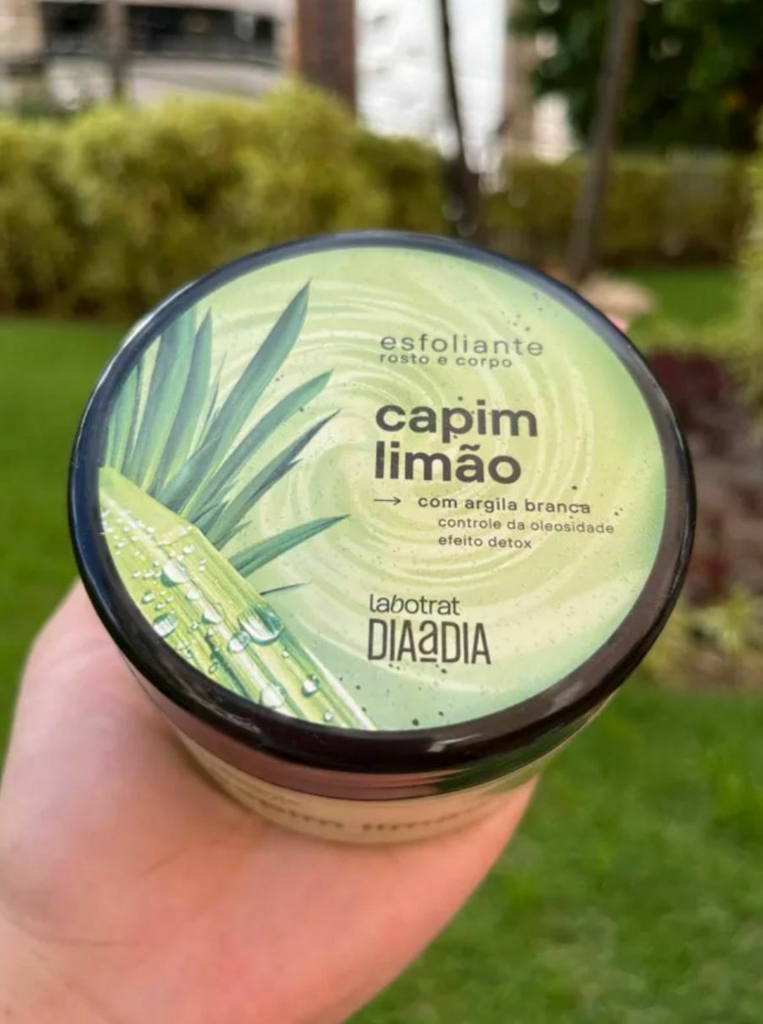 esfoliante
rosto e corpo
capim
limão
→ com argila branca
controle da oleosidade
efeito detox
labotrat
DIAaDIA